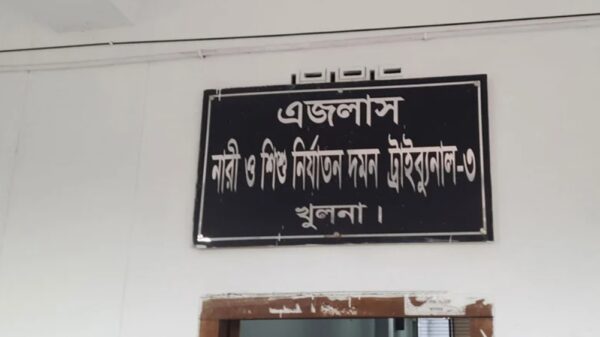 এজলাস
নারী ও শিশু নির্যাতন দমন ট্রাইব্যুনাল-৩
খুলনা।